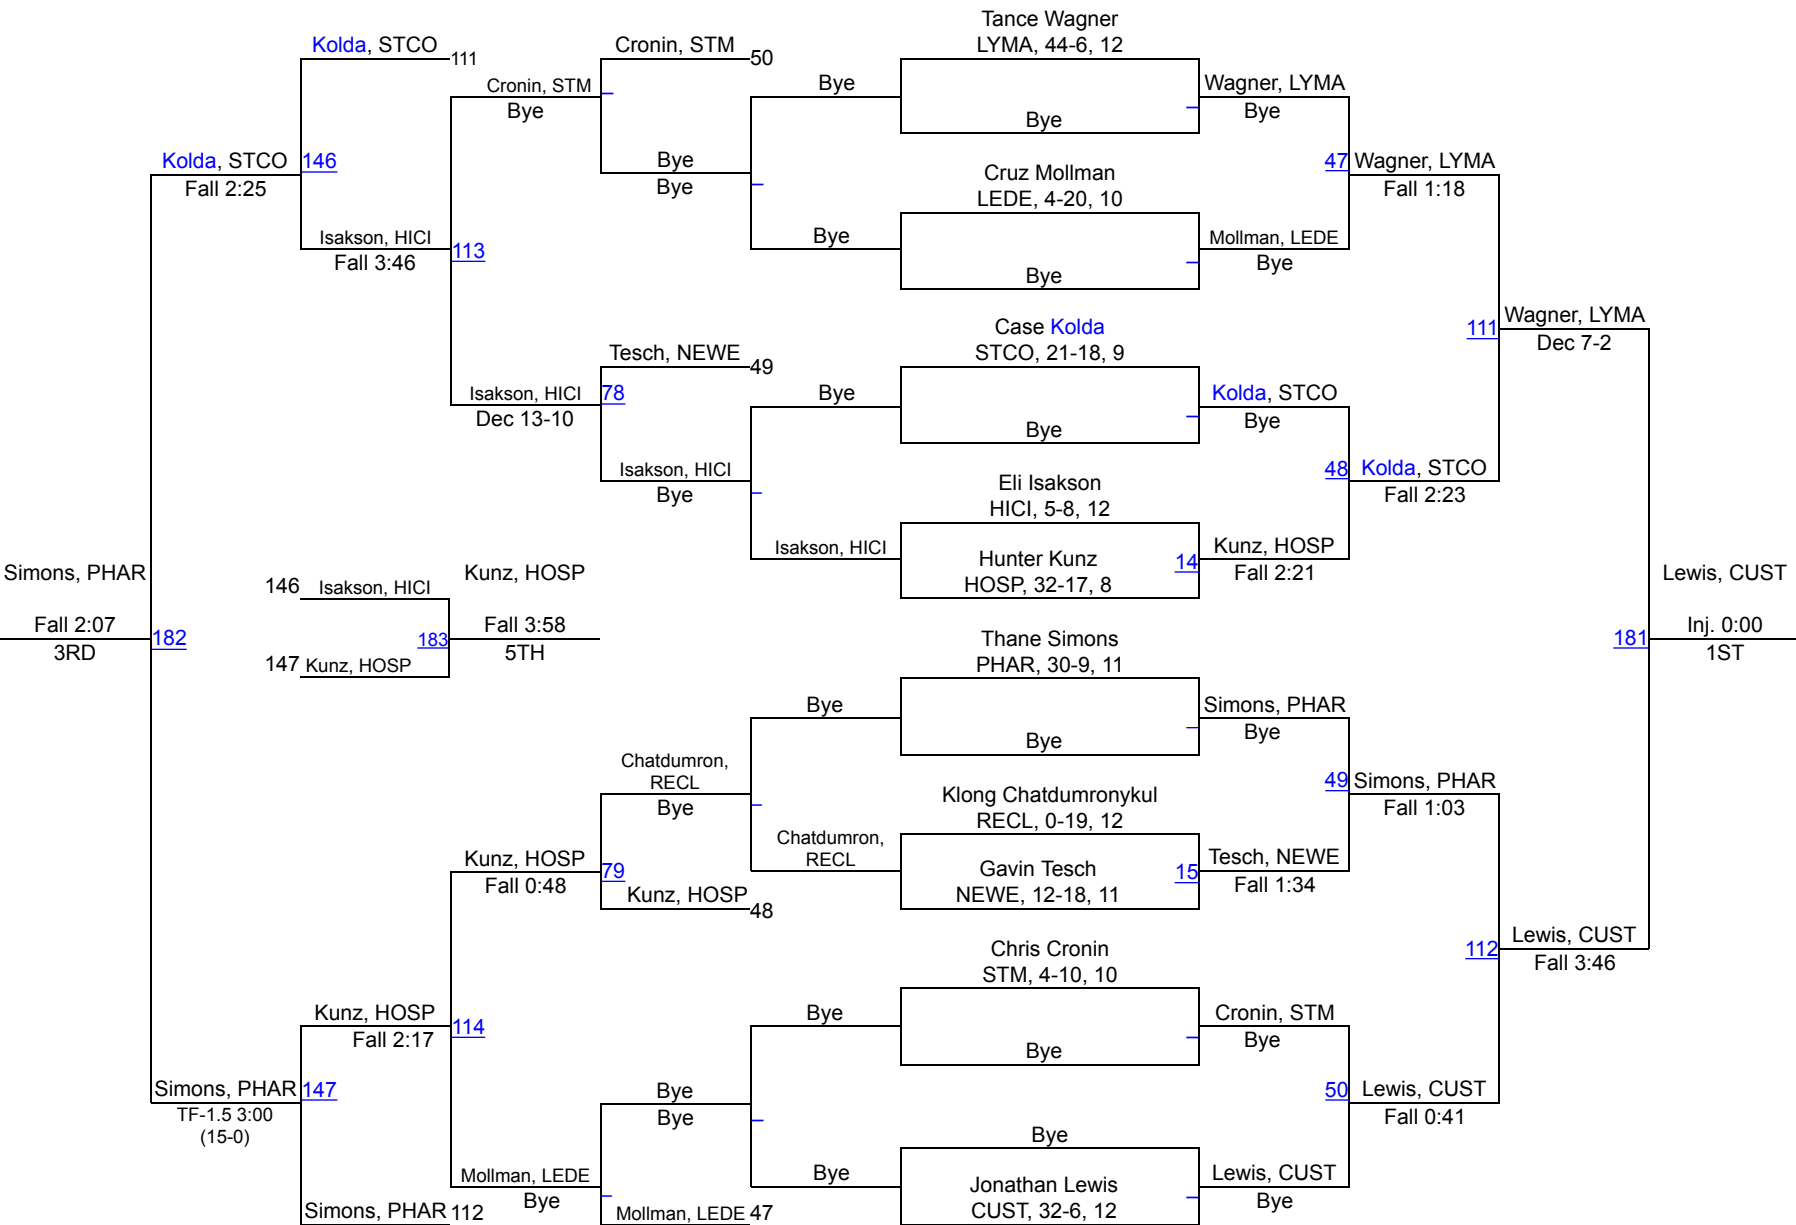 Tance Wagner
Kolda, STCO
111
Cronin, STM
50
LYMA, 44-6, 12
Cronin, STM
Bye
Bye
Wagner, LYMA
Bye
Bye
Kolda, STCO
146
Fall 2:25
Bye
Bye
Cruz Mollman
LEDE, 4-20, 10
47
Wagner, LYMA
Fall 1:18
Isakson, HICI
Fall 3:46
113
Bye
Bye
Mollman, LEDE
Bye
Case Kolda
STCO, 21-18, 9
111
Wagner, LYMA
Dec 7-2
Tesch, NEWE
49
Isakson, HICI
Dec 13-10
78
Bye
Bye
Kolda, STCO
Bye
Isakson, HICI
Bye
Eli Isakson
HICI, 5-8, 12
48
Kolda, STCO
Fall 2:23
Isakson, HICI
Hunter Kunz
HOSP, 32-17, 8
14
Kunz, HOSP
Fall 2:21
Simons, PHAR
Fall 2:07
3RD
182
146
Isakson, HICI
147
Kunz, HOSP
183
Kunz, HOSP
Fall 3:58
5TH
181
Lewis, CUST
Inj. 0:00
1ST
Thane Simons
PHAR, 30-9, 11
Bye
Bye
Simons, PHAR
Bye
Chatdumron,
RECL
Bye
Klong Chatdumronykul
RECL, 0-19, 12
49
Simons, PHAR
Fall 1:03
Chatdumron,
RECL
Gavin Tesch
NEWE, 12-18, 11
15
Tesch, NEWE
Fall 1:34
Kunz, HOSP
Fall 0:48
79
Kunz, HOSP
48
Chris Cronin
STM, 4-10, 10
112
Lewis, CUST
Fall 3:46
Kunz, HOSP
Fall 2:17
114
Bye
Bye
Cronin, STM
Bye
Simons, PHAR
TF-1.5 3:00
(15-0)
147
Bye
Bye
Bye
50
Lewis, CUST
Fall 0:41
Mollman, LEDE
Bye
Bye
Jonathan Lewis
CUST, 32-6, 12
Lewis, CUST
Bye
Simons, PHAR
112
Mollman, LEDE
47